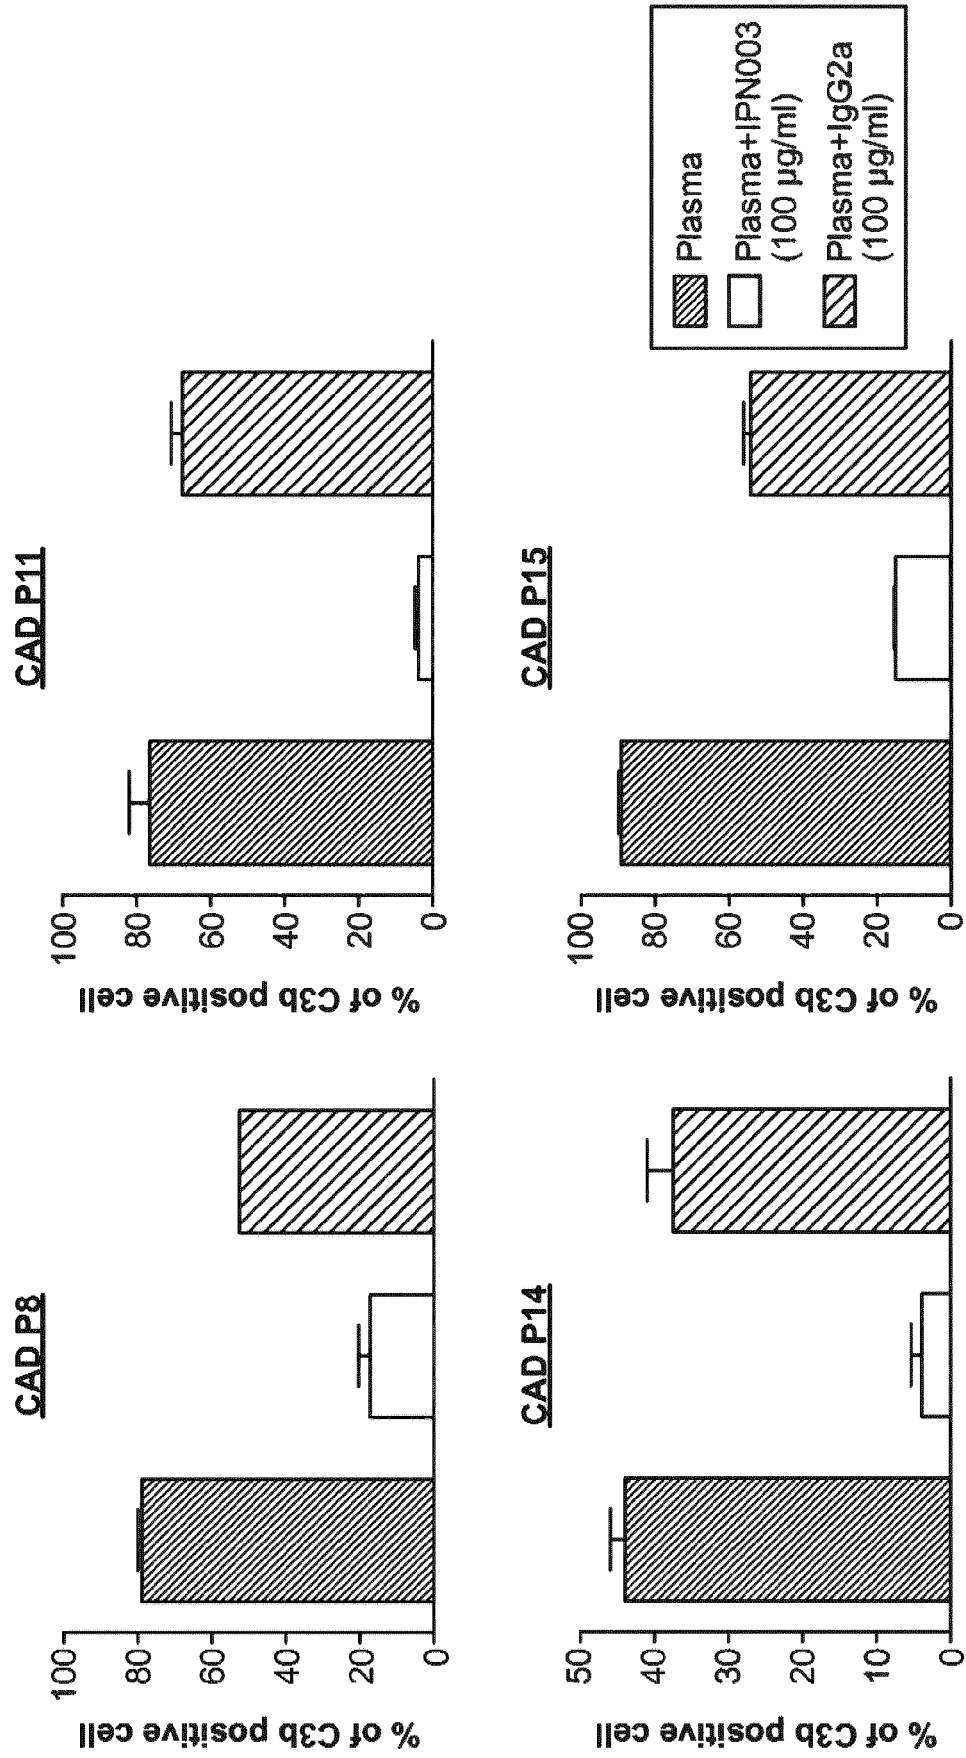 CAD P8
% of C3b positive cell
100
80
60
40
20
0
CAD P11
% of C3b positive cell
100
80
60
40
20
0
CAD P14
% of C3b positive cell
50
40
30
20
10
0
CAD P15
% of C3b positive cell
100
80
60
40
20
0
Plasma
Plasma+IPN003
(100 µg/ml)
Plasma+IgG2a
(100 µg/ml)